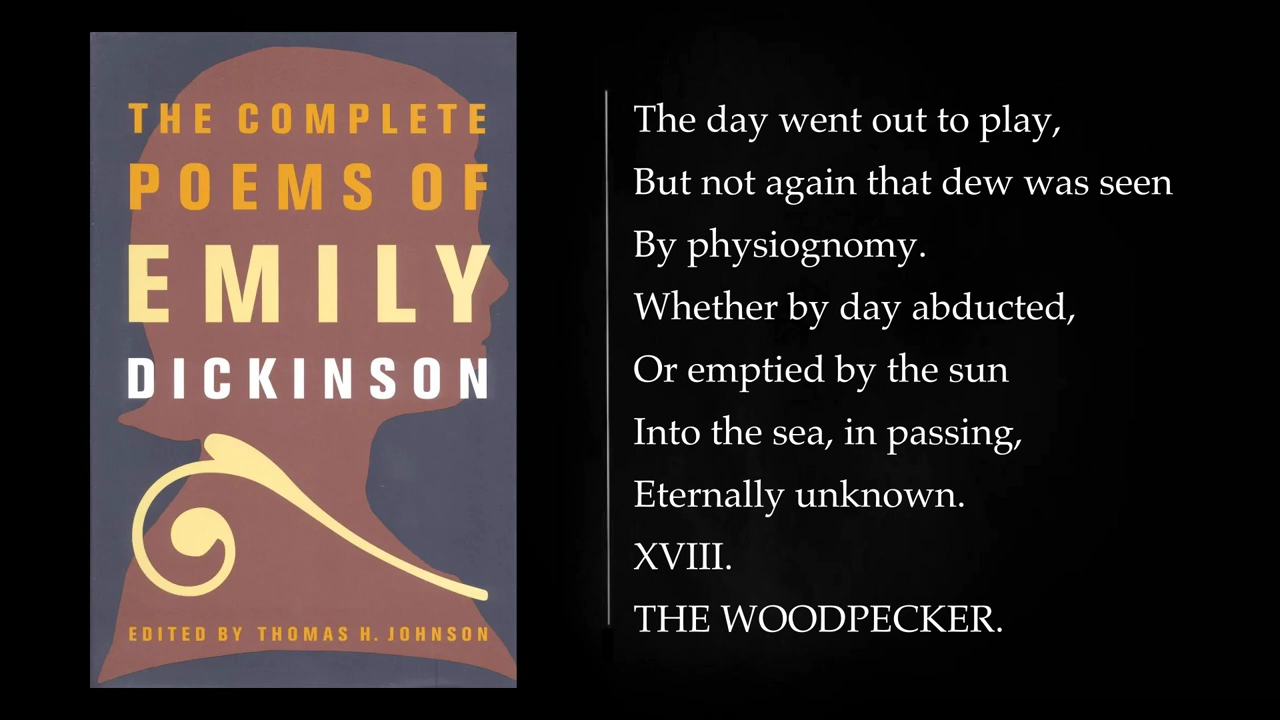 THE COMPLETE
POEMS OF
EMILY
DICKINSON
EDITED BY THOMAS H. JOHNSON
The day went out to play,
But not again that dew was seen
By physiognomy.
Whether by day abducted,
Or emptied by the sun
Into the sea, in passing,
Eternally unknown.
XVIII.
THE WOODPECKER.